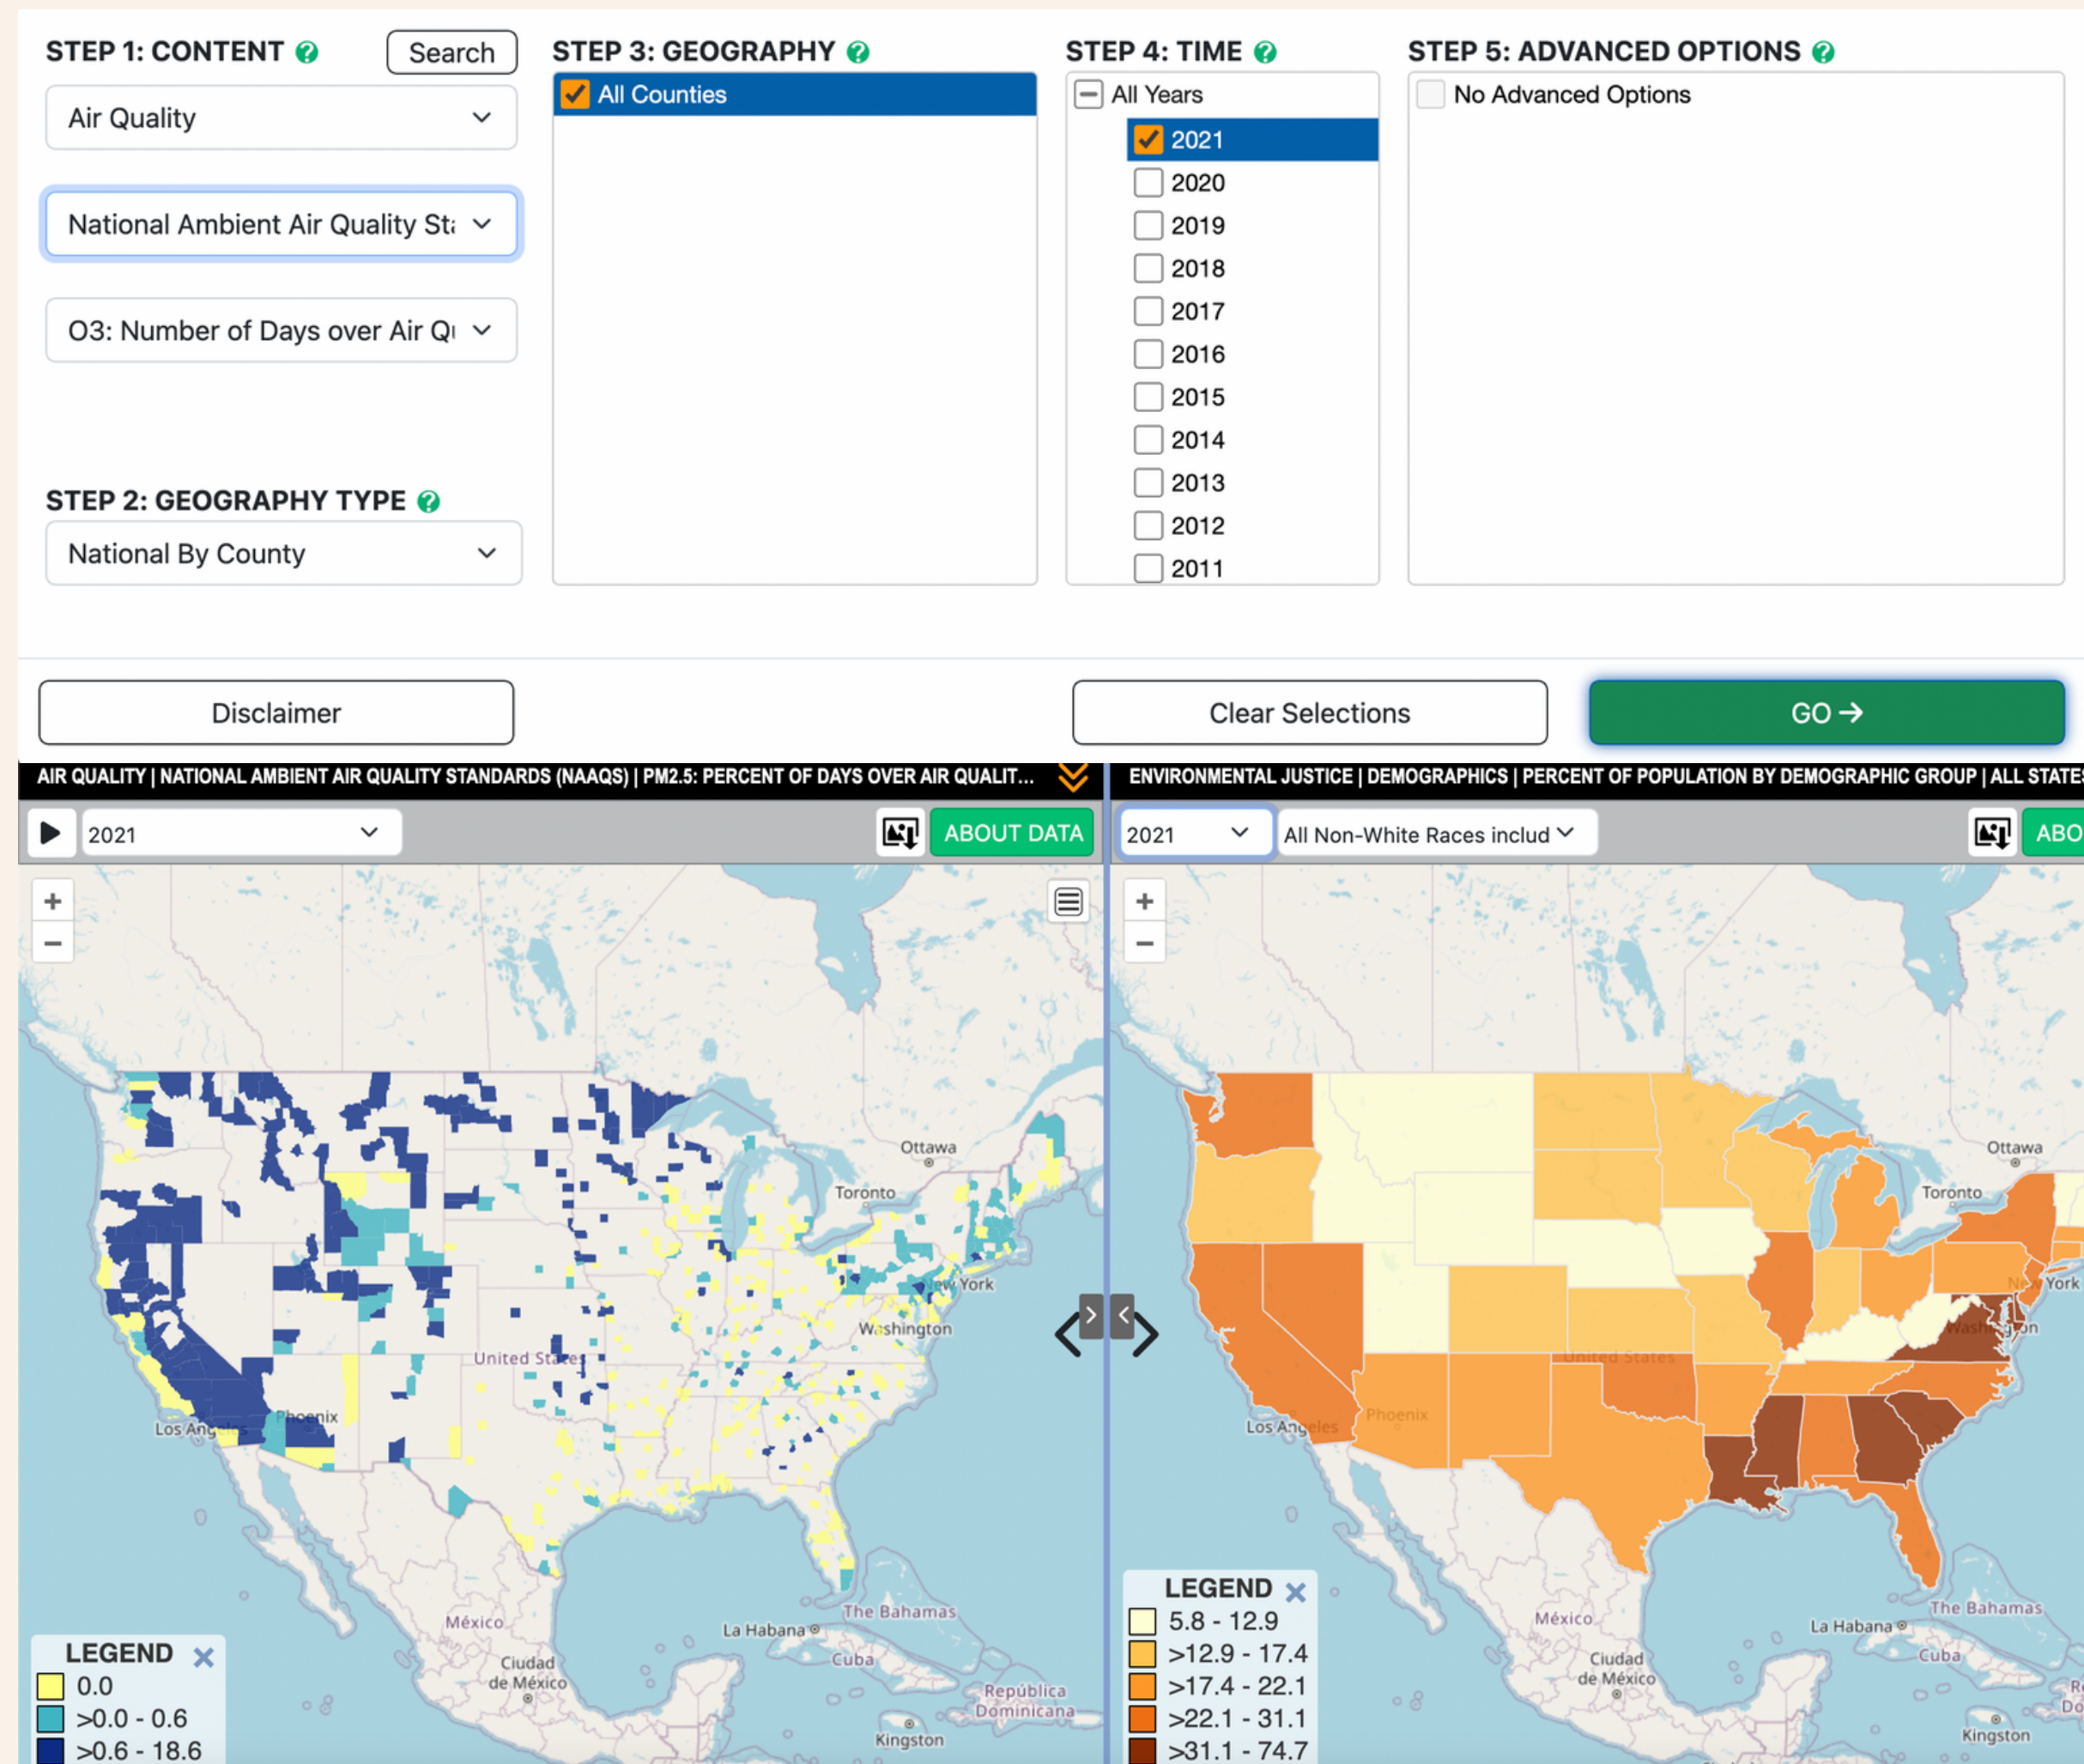 STEP 1: CONTENT ?
Search
Air Quality
National Ambient Air Quality Sta
O3: Number of Days over Air Qu
STEP 2: GEOGRAPHY TYPE ?
National By County
STEP 3: GEOGRAPHY ?
All Counties
STEP 4: TIME ?
All Years
2021
2020
2019
2018
2017
2016
2015
2014
2013
2012
2011
STEP 5: ADVANCED OPTIONS ?
No Advanced Options
Disclaimer
Clear Selections
GO →
AIR QUALITY | NATIONAL AMBIENT AIR QUALITY STANDARDS (NAAQS) | PM2.5: PERCENT OF DAYS OVER AIR QUALIT...
2021
ABOUT DATA
+
−
Ottawa
Toronto
New York
Washington
United States
Phoenix
Los Angeles
México
Ciudad
de México
La Habana
The Bahamas
Cuba
República
Dominicana
Kingston
LEGEND
0.0
>0.0 - 0.6
>0.6 - 18.6
ENVIRONMENTAL JUSTICE | DEMOGRAPHICS | PERCENT OF POPULATION BY DEMOGRAPHIC GROUP | ALL STATES
2021
All Non-White Races includ
ABO
+
−
Ottawa
Toronto
New York
Washington
United States
Phoenix
Los Angeles
México
Ciudad
de México
La Habana
The Bahamas
Cuba
Kingston
LEGEND
5.8 - 12.9
>12.9 - 17.4
>17.4 - 22.1
>22.1 - 31.1
>31.1 - 74.7